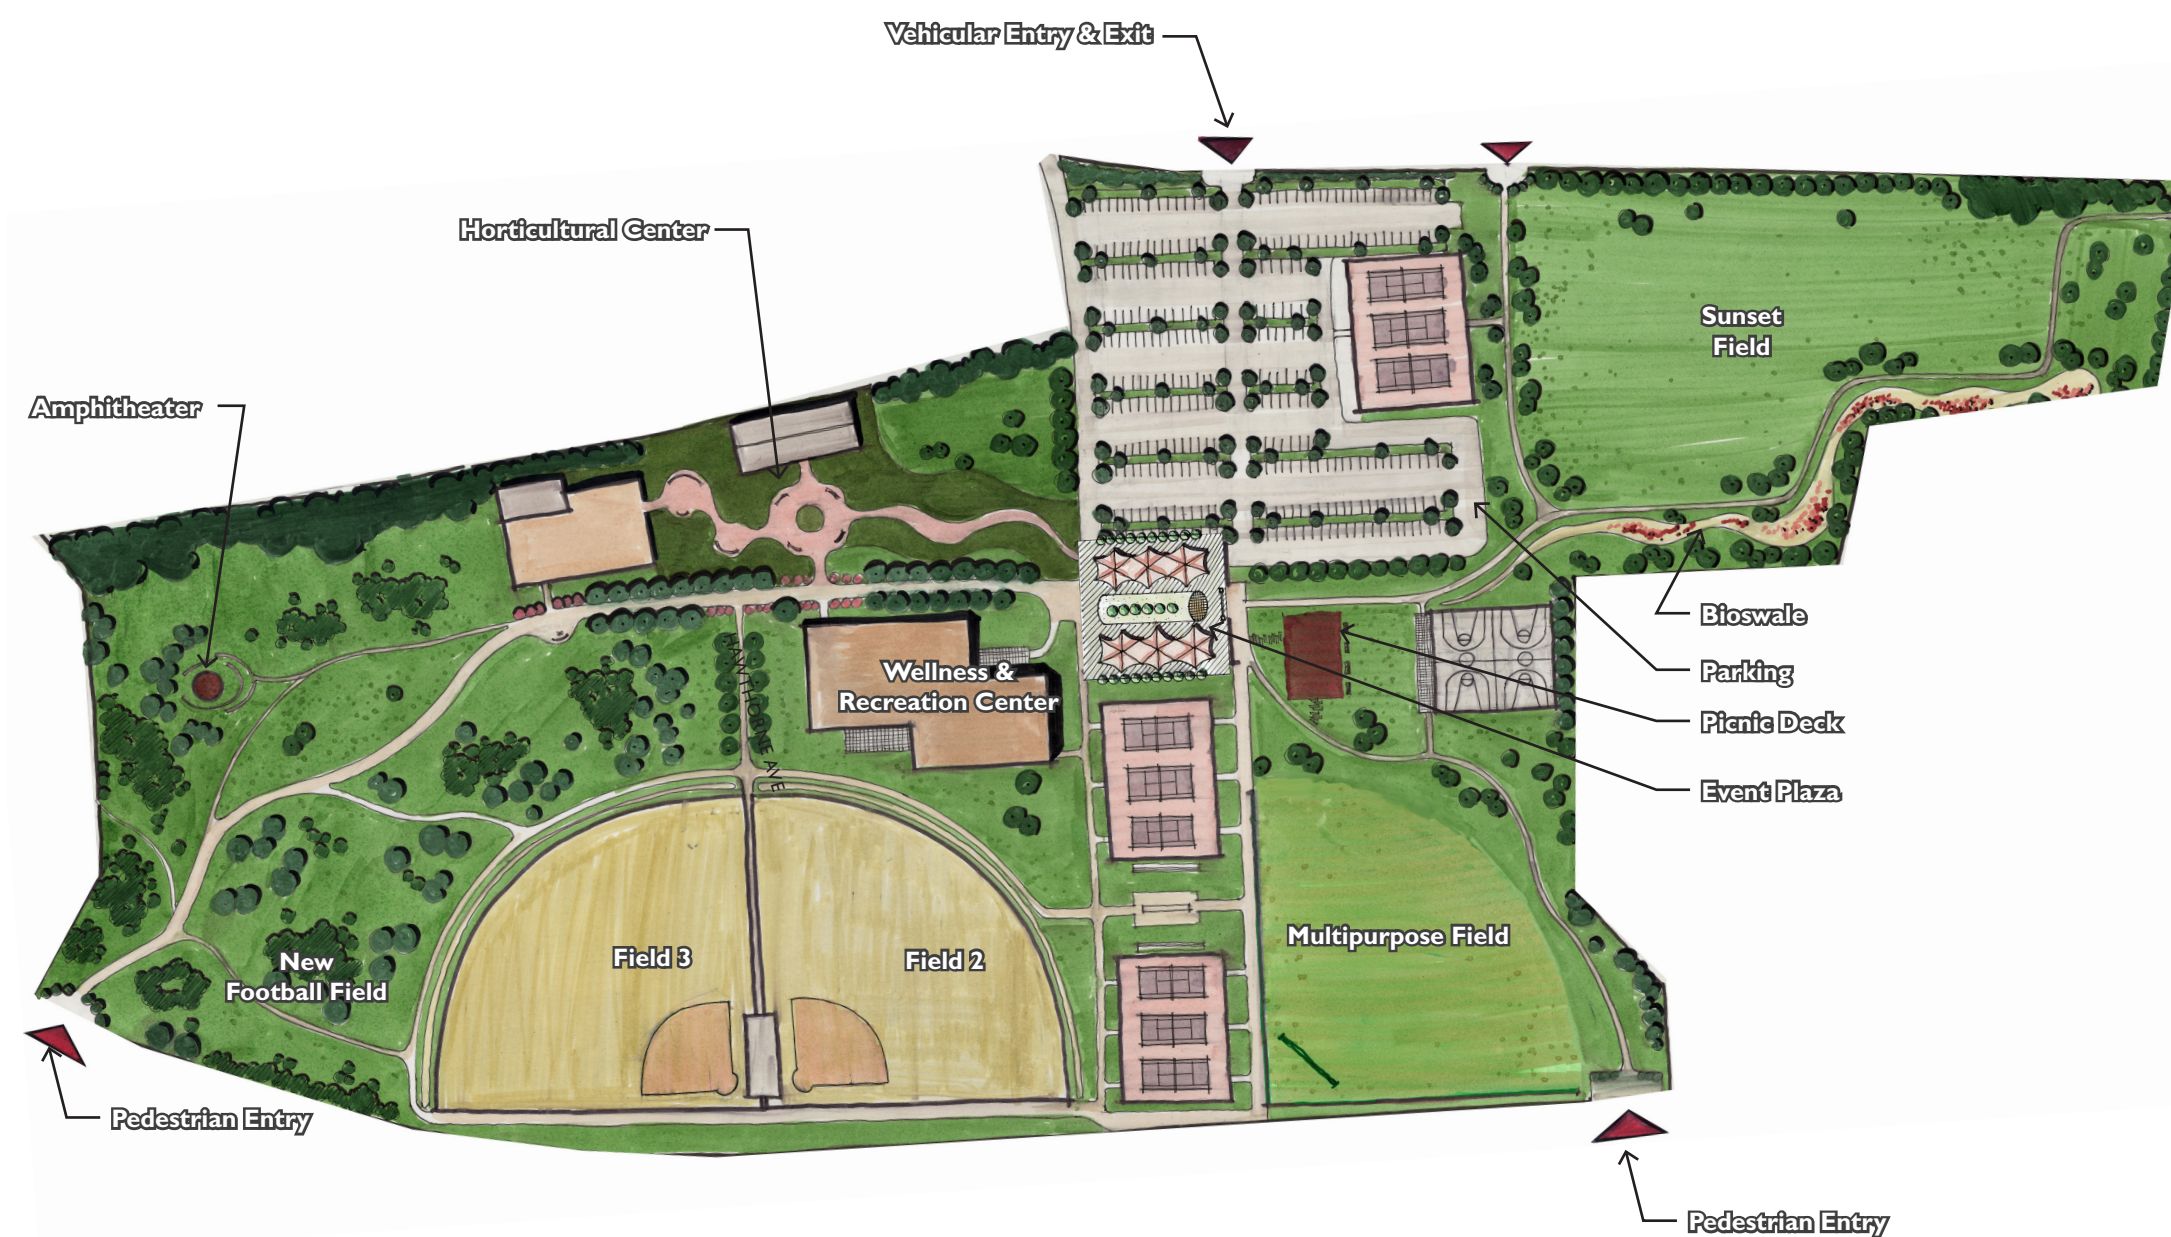 Vehicular Entry & Exit
Horticultural Center
Sunset
Field
Amphitheater
Bioswale
Wellness &
Recreation Center
Parking
HAWTHORNE AVE
Picnic Deck
Event Plaza
Multipurpose Field
Field 3
Field 2
New
Football Field
Pedestrian Entry
Pedestrian Entry